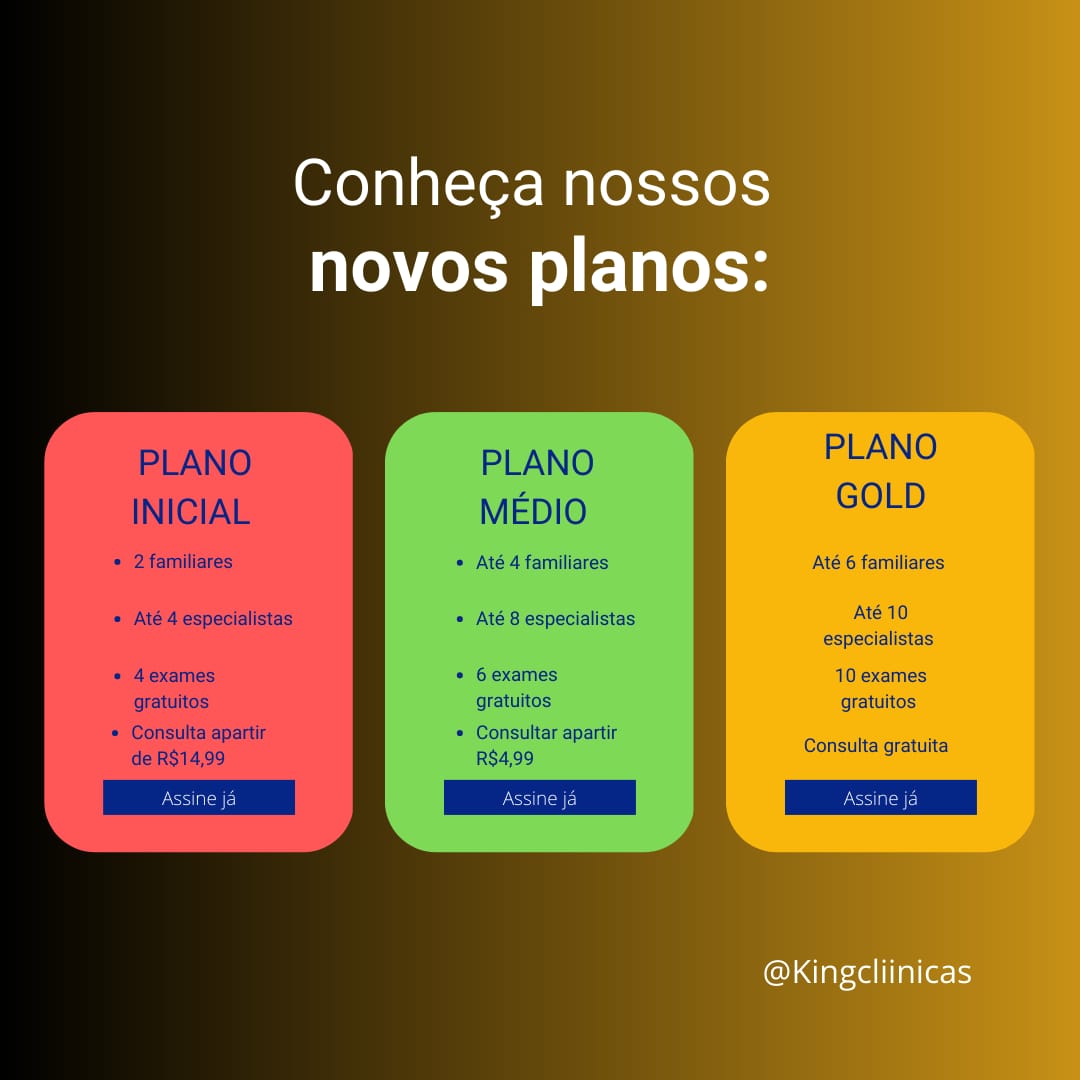 Conheça nossos
novos planos:
PLANO
INICIAL
• 2 familiares
• Até 4 especialistas
• 4 exames
gratuitos
• Consulta apartir
de R$14,99
Assine já
PLANO
MÉDIO
• Até 4 familiares
• Até 8 especialistas
• 6 exames
gratuitos
• Consultar apartir
R$4,99
Assine já
PLANO
GOLD
Até 6 familiares
Até 10
especialistas
10 exames
gratuitos
Consulta gratuita
Assine já
@Kingcliinicas